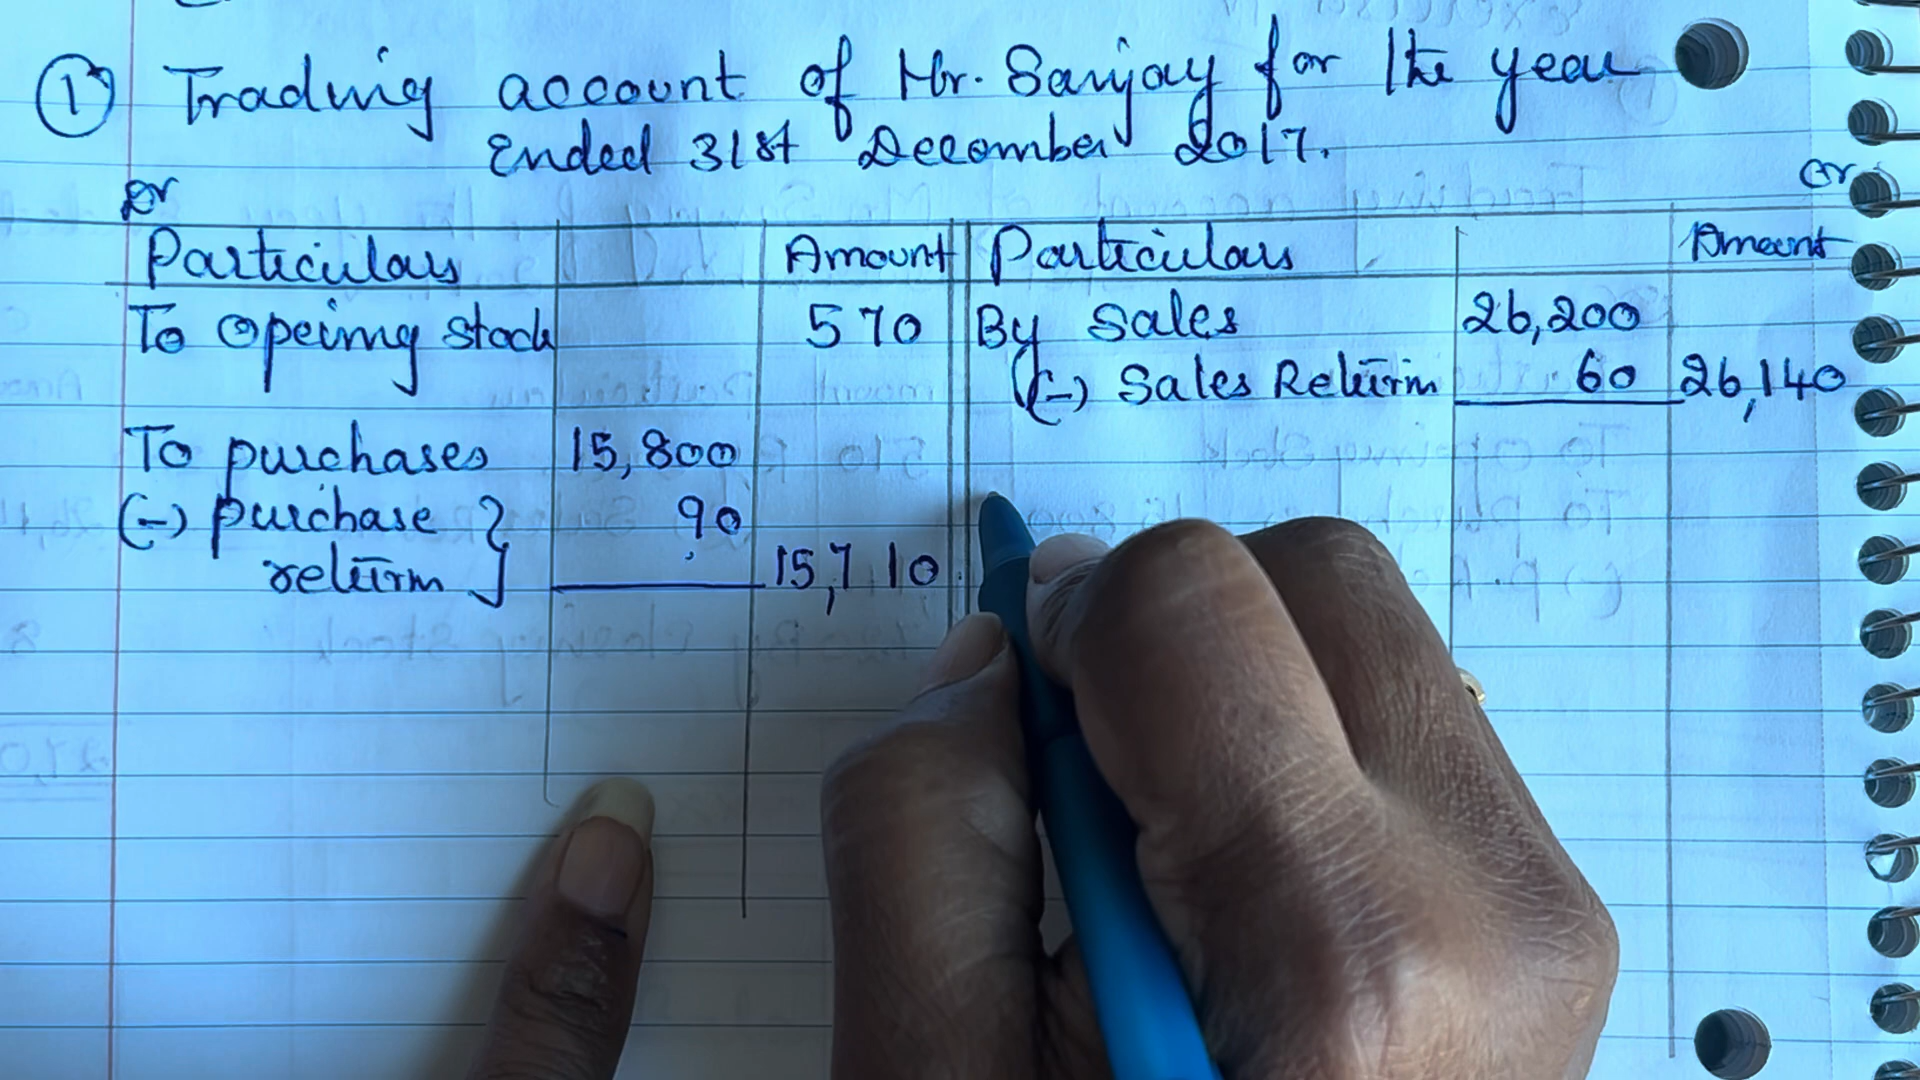 ① Trading account of Mr. Sanjay for the year
Ended 31st December 2017.
Dr Cr
Particulars Amount Particulars Amount
To opeimg stock 570 By Sales 26,200
(-) Sales Return 60 26,140
To purchases 15,800
(-) purchase } 90
return 15,710